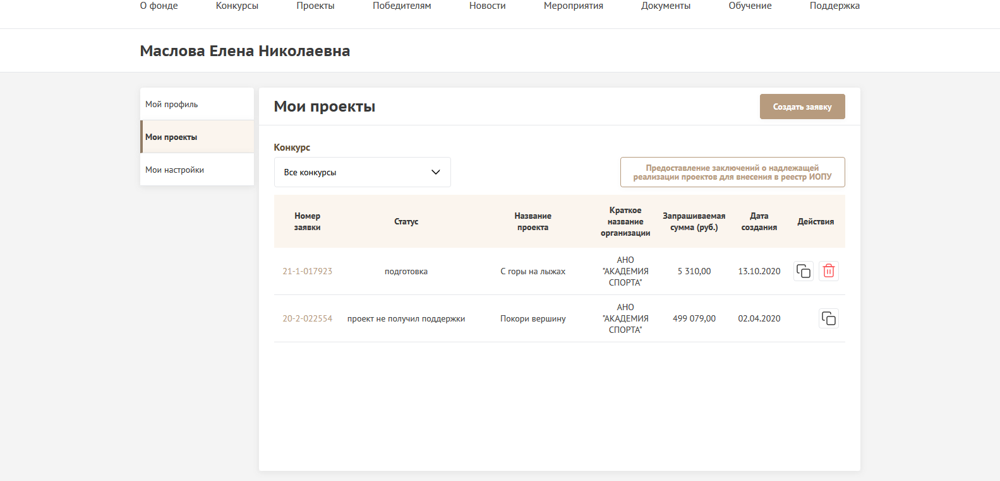 О фонде Конкурсы Проекты Победителям Новости Мероприятия Документы Обучение Поддержка
Маслова Елена Николаевна
Мой профиль
Мои проекты
Мои настройки
Мои проекты
Создать заявку
Конкурс
Все конкурсы
Предоставление заключений о надлежащей
реализации проектов для внесения в реестр ИОПУ
Номер
заявки
Статус
Название
проекта
Краткое
название
организации
Запрашиваемая
сумма (руб.)
Дата
создания
Действия
21-1-017923
подготовка
С горы на лыжах
АНО
"АКАДЕМИЯ
СПОРТА"
5 310,00
13.10.2020
20-2-022554
проект не получил поддержки
Покори вершину
АНО
"АКАДЕМИЯ
СПОРТА"
499 079,00
02.04.2020